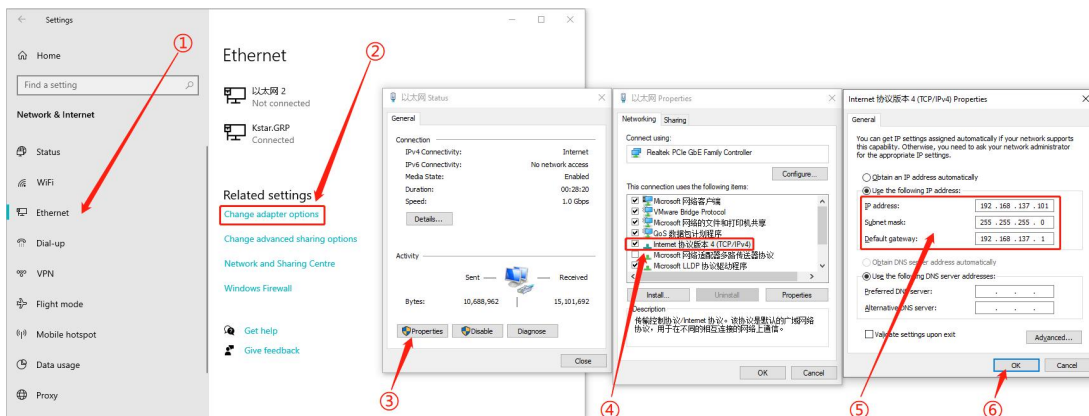 Settings
①
Home
Find a setting
Network & Internet
Status
WiFi
Ethernet
Dial-up
VPN
Flight mode
Mobile hotspot
Data usage
Proxy
Ethernet
②
以太网 2
Not connected
Kstar.GRP
Connected
Related settings
Change adapter options
Change advanced sharing options
Network and Sharing Centre
Windows Firewall
Get help
Give feedback
以太网 Status
General
Connection
IPv4 Connectivity: Internet
IPv6 Connectivity: No network access
Media State: Enabled
Duration: 00:28:20
Speed: 1.0 Gbps
Details...
Activity
Sent — — Received
Bytes: 10,688,962 | 15,101,692
Properties Disable Diagnose
Close
③
以太网 Properties
Networking Sharing
Connect using:
Realtek PCIe GbE Family Controller
Configure...
This connection uses the following items:
Microsoft 网络客户端
VMware Bridge Protocol
Microsoft 网络的文件和打印机共享
QoS 数据包计划程序
Internet 协议版本 4 (TCP/IPv4)
Microsoft 网络适配器多路传送器协议
Microsoft LLDP 协议驱动程序
Install... Uninstall Properties
Description
传输控制协议/Internet 协议。该协议是默认的广域网络
协议，用于在不同的相互连接的网络上通信。
OK Cancel
④
Internet 协议版本 4 (TCP/IPv4) Properties
General
You can get IP settings assigned automatically if your network supports
this capability. Otherwise, you need to ask your network administrator
for the appropriate IP settings.
Obtain an IP address automatically
Use the following IP address:
IP address: 192 . 168 . 137 . 101
Subnet mask: 255 . 255 . 255 . 0
Default gateway: 192 . 168 . 137 . 1
Obtain DNS server address automatically
Use the following DNS server addresses:
Preferred DNS server: . . .
Alternative DNS server: . . .
Validate settings upon exit
Advanced...
OK Cancel
⑤
⑥